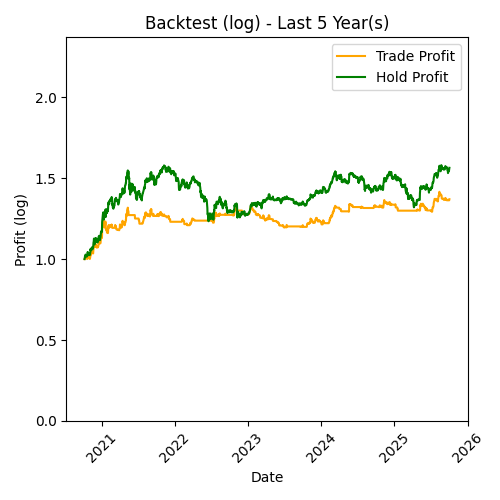 Backtest (log) - Last 5 Year(s)
Trade Profit
Hold Profit
Profit (log)
2.0
1.5
1.0
0.5
0.0
2021
2022
2023
2024
2025
2026
Date